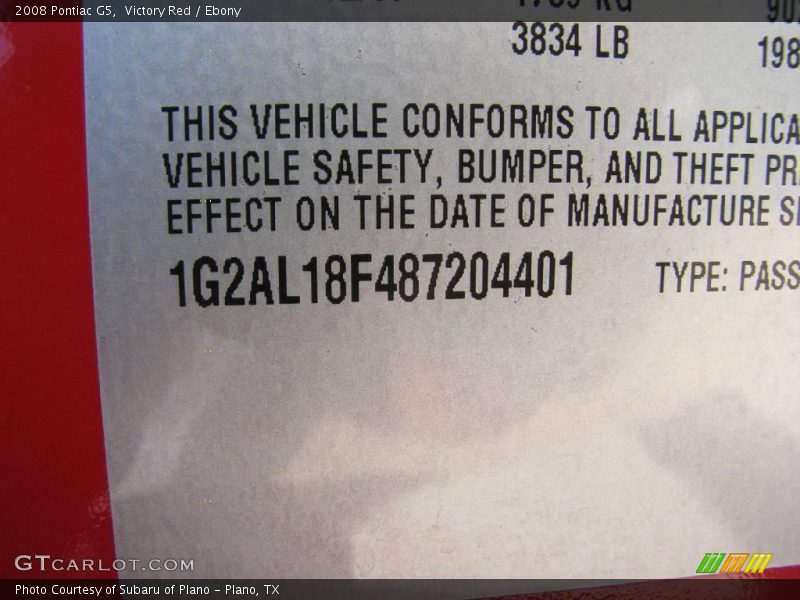 2008 Pontiac G5,  Victory Red / Ebony
3834 LB
198
THIS VEHICLE CONFORMS TO ALL APPLICA
VEHICLE SAFETY, BUMPER, AND THEFT PR
EFFECT ON THE DATE OF MANUFACTURE S
1G2AL18F487204401 TYPE: PASS
GTCARLOT.COM
Photo Courtesy of Subaru of Plano - Plano, TX